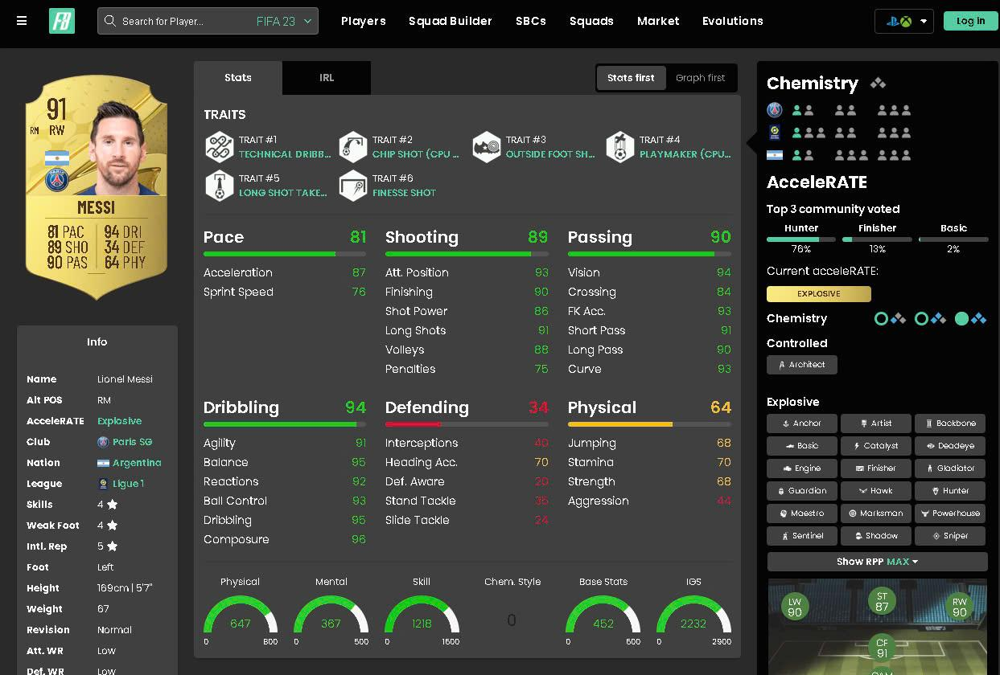 Search for Player... FIFA 23 Players Squad Builder SBCs Squads Market Evolutions Log in
91
RM RW
MESSI
81 PAC 94 DRI
89 SHO 34 DEF
90 PAS 64 PHY
Info
Name Lionel Messi
Alt POS RM
AcceleRATE Explosive
Club Paris SG
Nation Argentina
League Ligue 1
Skills 4
Weak Foot 4
Intl. Rep 5
Foot Left
Height 169cm | 5'7"
Weight 67
Revision Normal
Att. WR Low
Def. WR Low
Stats IRL Stats first Graph first
TRAITS
TRAIT #1
TECHNICAL DRIBB...
TRAIT #2
CHIP SHOT (CPU ...
TRAIT #3
OUTSIDE FOOT SH...
TRAIT #4
PLAYMAKER (CPU...
TRAIT #5
LONG SHOT TAKE...
TRAIT #6
FINESSE SHOT
Pace 81
Acceleration 87
Sprint Speed 76
Shooting 89
Att. Position 93
Finishing 90
Shot Power 86
Long Shots 91
Volleys 88
Penalties 75
Passing 90
Vision 94
Crossing 84
FK Acc. 93
Short Pass 91
Long Pass 90
Curve 93
Dribbling 94
Agility 91
Balance 95
Reactions 92
Ball Control 93
Dribbling 95
Composure 96
Defending 34
Interceptions 40
Heading Acc. 70
Def. Aware 20
Stand Tackle 35
Slide Tackle 24
Physical 64
Jumping 68
Stamina 70
Strength 68
Aggression 44
Physical Mental Skill Chem. Style Base Stats IGS
647 367 1218 0 452 2232
0 800 0 500 0 1600 0 600 0 2900
Chemistry
AcceleRATE
Top 3 community voted
Hunter Finisher Basic
76% 13% 2%
Current acceleRATE:
EXPLOSIVE
Chemistry
Controlled
Architect
Explosive
Anchor Artist Backbone
Basic Catalyst Deadeye
Engine Finisher Gladiator
Guardian Hawk Hunter
Maestro Marksman Powerhouse
Sentinel Shadow Sniper
Show RPP MAX
LW
90
ST
87
RW
90
CF
91
CAM